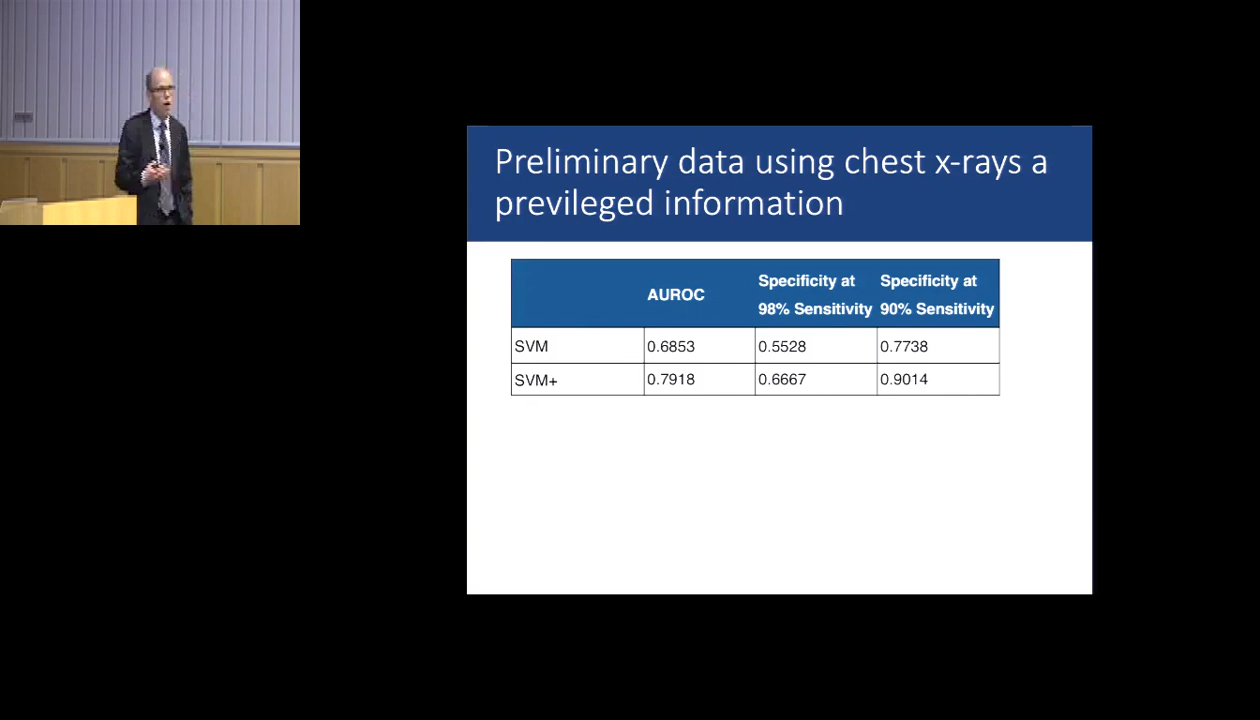 Preliminary data using chest x-rays a
previleged information
AUROC Specificity at 98% Sensitivity Specificity at 90% Sensitivity
SVM 0.6853 0.5528 0.7738
SVM+ 0.7918 0.6667 0.9014